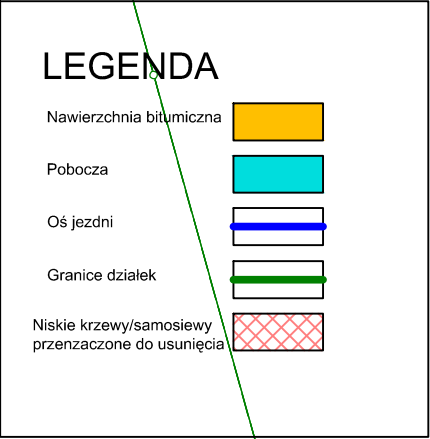 LEGENDA
Nawierzchnia bitumiczna
Pobocza
Oś jezdni
Granice działek
Niskie krzewy/samosiewy
przenzaczone do usunięcia